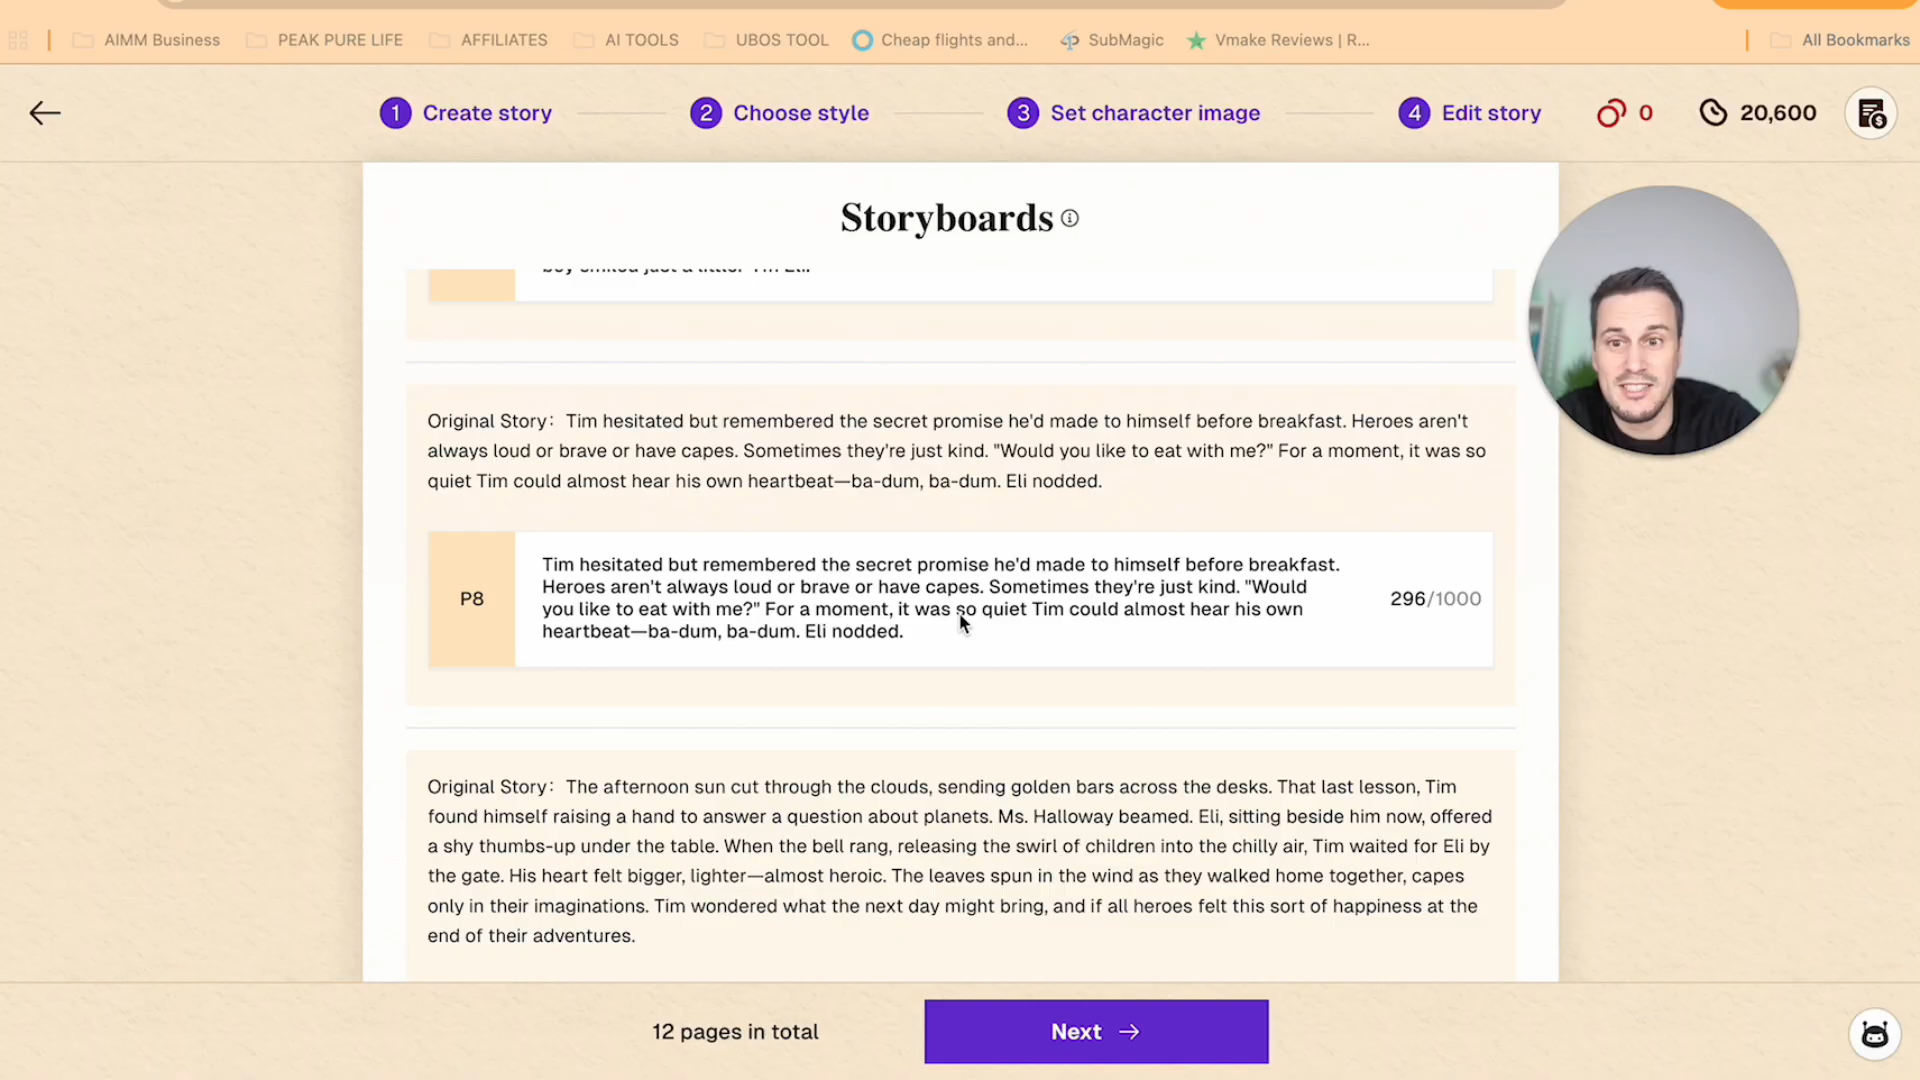 AIMM Business
PEAK PURE LIFE
AFFILIATES
AI TOOLS
UBOS TOOL
Cheap flights and...
SubMagic
Vmake Reviews | R...
All Bookmarks
1 Create story
2 Choose style
3 Set character image
4 Edit story
0
20,600
Storyboards
boy smiled just a little. "I'm Eli."
Original Story: Tim hesitated but remembered the secret promise he'd made to himself before breakfast. Heroes aren't
always loud or brave or have capes. Sometimes they're just kind. "Would you like to eat with me?" For a moment, it was so
quiet Tim could almost hear his own heartbeat—ba-dum, ba-dum. Eli nodded.
P8
Tim hesitated but remembered the secret promise he'd made to himself before breakfast.
Heroes aren't always loud or brave or have capes. Sometimes they're just kind. "Would
you like to eat with me?" For a moment, it was so quiet Tim could almost hear his own
heartbeat—ba-dum, ba-dum. Eli nodded.
296/1000
Original Story: The afternoon sun cut through the clouds, sending golden bars across the desks. That last lesson, Tim
found himself raising a hand to answer a question about planets. Ms. Halloway beamed. Eli, sitting beside him now, offered
a shy thumbs-up under the table. When the bell rang, releasing the swirl of children into the chilly air, Tim waited for Eli by
the gate. His heart felt bigger, lighter—almost heroic. The leaves spun in the wind as they walked home together, capes
only in their imaginations. Tim wondered what the next day might bring, and if all heroes felt this sort of happiness at the
end of their adventures.
12 pages in total
Next →